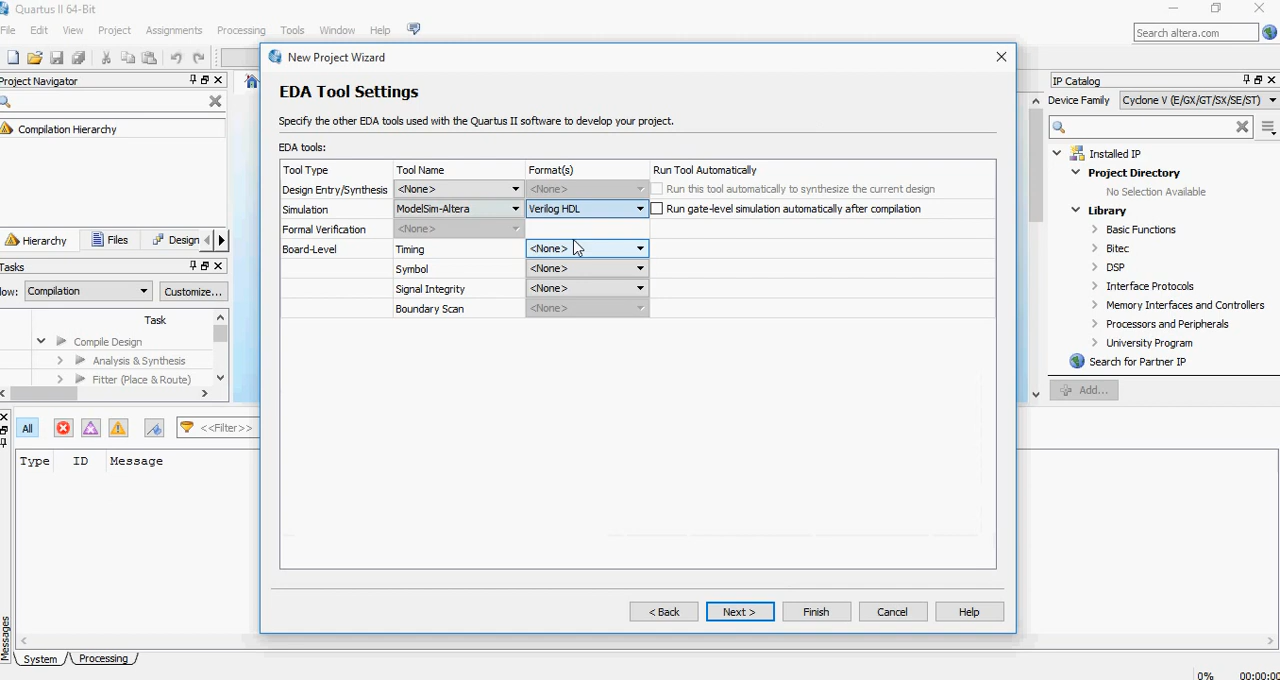 Quartus II 64-Bit
File Edit View Project Assignments Processing Tools Window Help
Search altera.com
Project Navigator
Compilation Hierarchy
Hierarchy Files Design
Tasks
low: Compilation Customize...
Task
Compile Design
Analysis & Synthesis
Fitter (Place & Route)
New Project Wizard
EDA Tool Settings
Specify the other EDA tools used with the Quartus II software to develop your project.
EDA tools:
Tool Type Tool Name Format(s) Run Tool Automatically
Design Entry/Synthesis <None> <None> Run this tool automatically to synthesize the current design
Simulation ModelSim-Altera Verilog HDL Run gate-level simulation automatically after compilation
Formal Verification <None>
Board-Level Timing <None>
Symbol <None>
Signal Integrity <None>
Boundary Scan <None>
< Back Next > Finish Cancel Help
IP Catalog
Device Family Cyclone V (E/GX/GT/SX/SE/ST)
Installed IP
Project Directory
No Selection Available
Library
Basic Functions
Bitec
DSP
Interface Protocols
Memory Interfaces and Controllers
Processors and Peripherals
University Program
Search for Partner IP
Add...
All <<Filter>>
Type ID Message
Messages
System Processing
0% 00:00:00